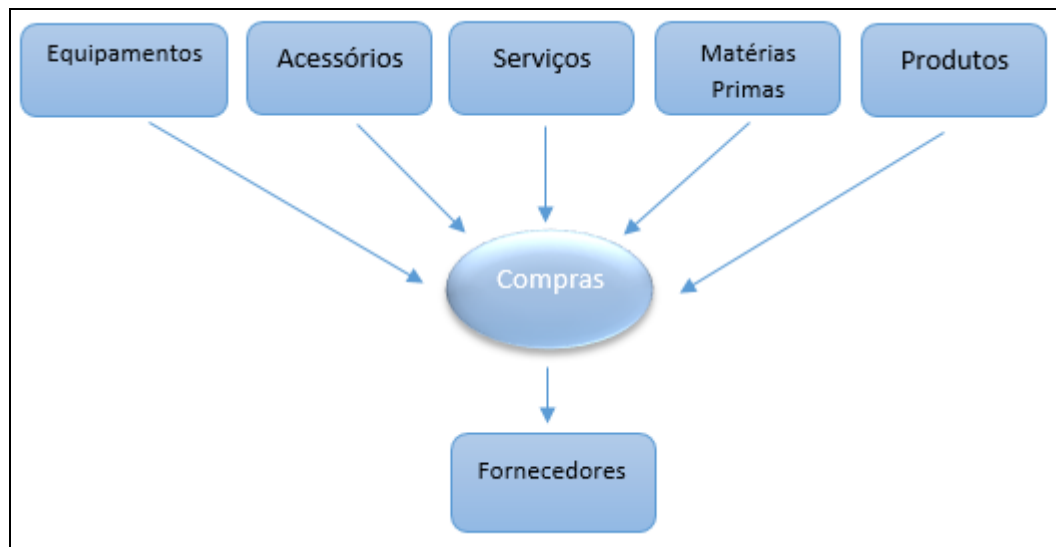 Equipamentos
Acessórios
Serviços
Matérias
Primas
Produtos
Compras
Fornecedores